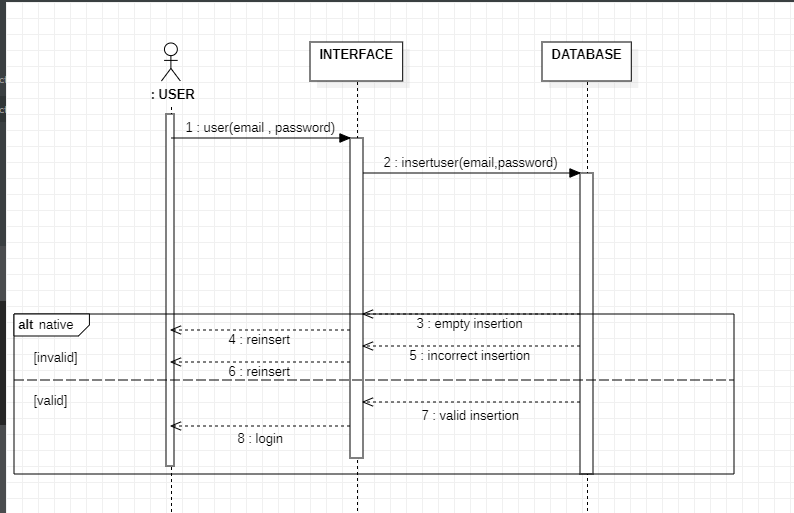 INTERFACE
DATABASE
: USER
1 : user(email , password)
2 : insertuser(email,password)
alt native
3 : empty insertion
4 : reinsert
[invalid]
5 : incorrect insertion
6 : reinsert
[valid]
7 : valid insertion
8 : login